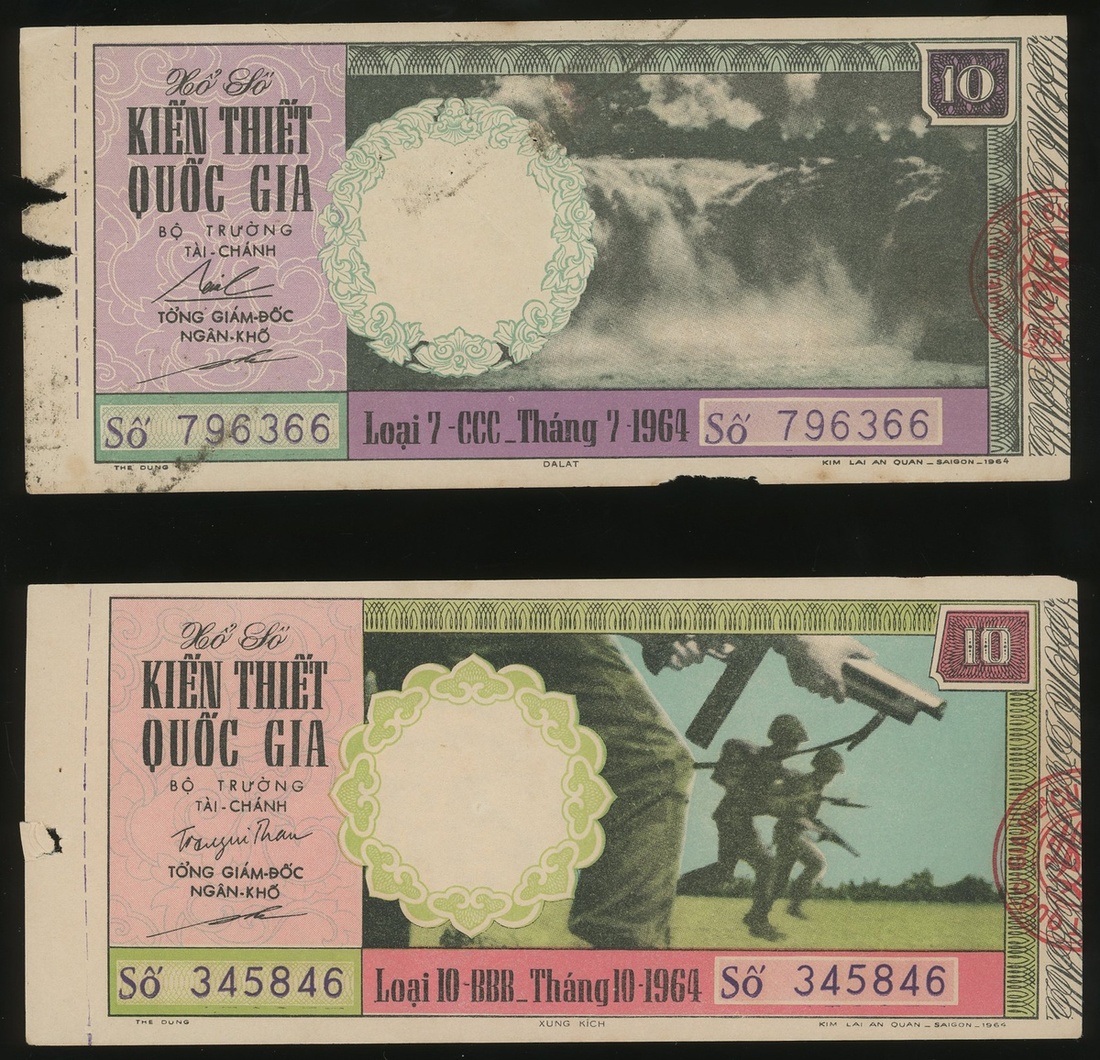 Xổ Số
KIẾN THIẾT
QUỐC GIA
BỘ TRƯỞNG
TÀI-CHÁNH
TỔNG GIÁM-ĐỐC
NGÂN-KHỐ
10
Số 796366
Loại 7-CCC_Tháng 7-1964
Số 796366
THE DUNG
DALAT
KIM LAI AN QUAN _ SAIGON _ 1964
Xổ Số
KIẾN THIẾT
QUỐC GIA
BỘ TRƯỞNG
TÀI-CHÁNH
TỔNG GIÁM-ĐỐC
NGÂN-KHỐ
10
Số 345846
Loại 10-BBB_Tháng 10-1964
Số 345846
THE DUNG
XUNG KÍCH
KIM LAI AN QUAN _ SAIGON _ 1964